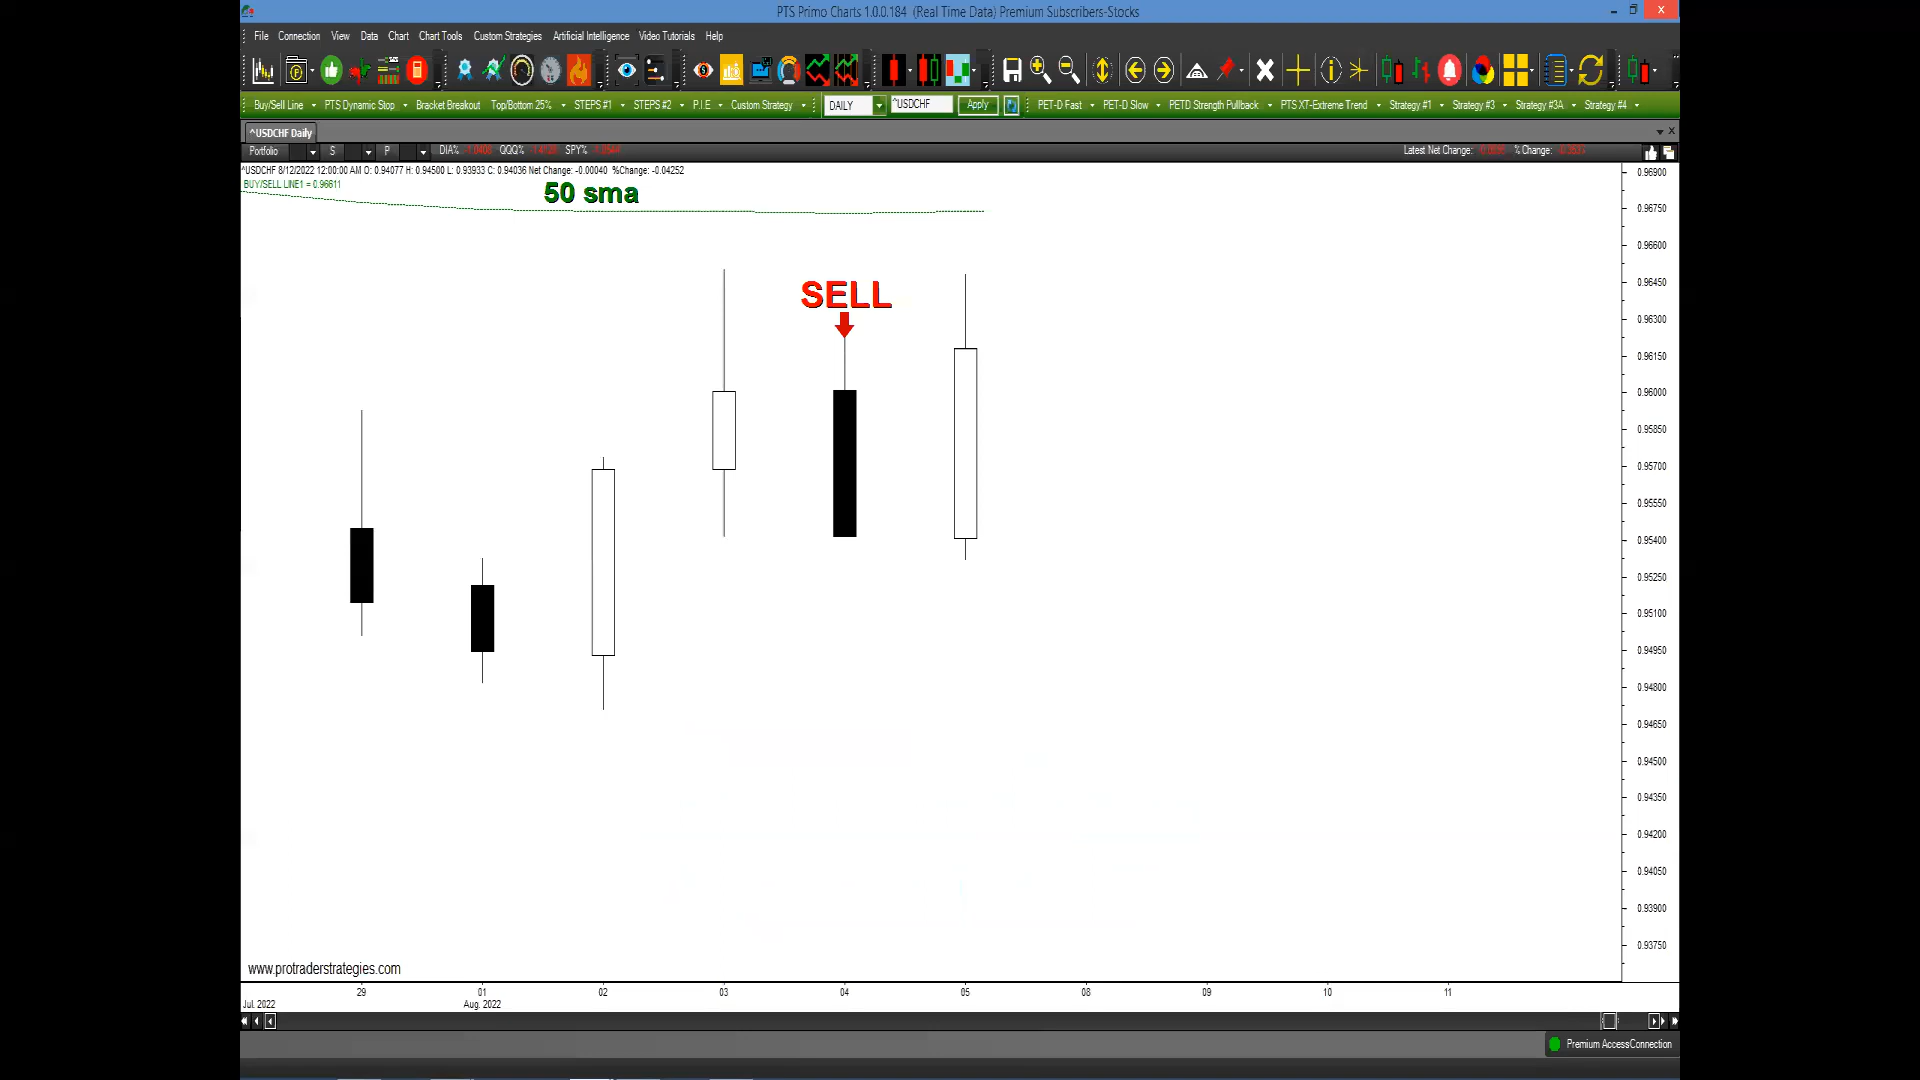 PTS Primo Charts 1.0.0.184 (Real Time Data) Premium Subscribers-Stocks
File Connection View Data Chart Chart Tools Custom Strategies Artificial Intelligence Video Tutorials Help
Buy/Sell Line PTS Dynamic Stop Bracket Breakout Top/Bottom 25% STEPS #1 STEPS #2 P.I.E Custom Strategy DAILY ^USDCHF Apply PET-D Fast PET-D Slow PETD Strength Pullback PTS XT-Extreme Trend Strategy #1 Strategy #3 Strategy #3A Strategy #4
^USDCHF Daily
Portfolio S P DIA% QQQ% SPY% Latest Net Change: % Change:
^USDCHF 8/12/2022 12:00:00 AM O: 0.94077 H: 0.94500 L: 0.93933 C: 0.94036 Net Change: -0.00040 %Change: -0.04252
BUY/SELL LINE1 = 0.96611
50 sma
SELL
0.96900
0.96750
0.96600
0.96450
0.96300
0.96150
0.96000
0.95850
0.95700
0.95550
0.95400
0.95250
0.95100
0.94950
0.94800
0.94650
0.94500
0.94350
0.94200
0.94050
0.93900
0.93750
www.protraderstrategies.com
29 01 02 03 04 05 08 09 10 11
Jul. 2022 Aug. 2022
Premium AccessConnection